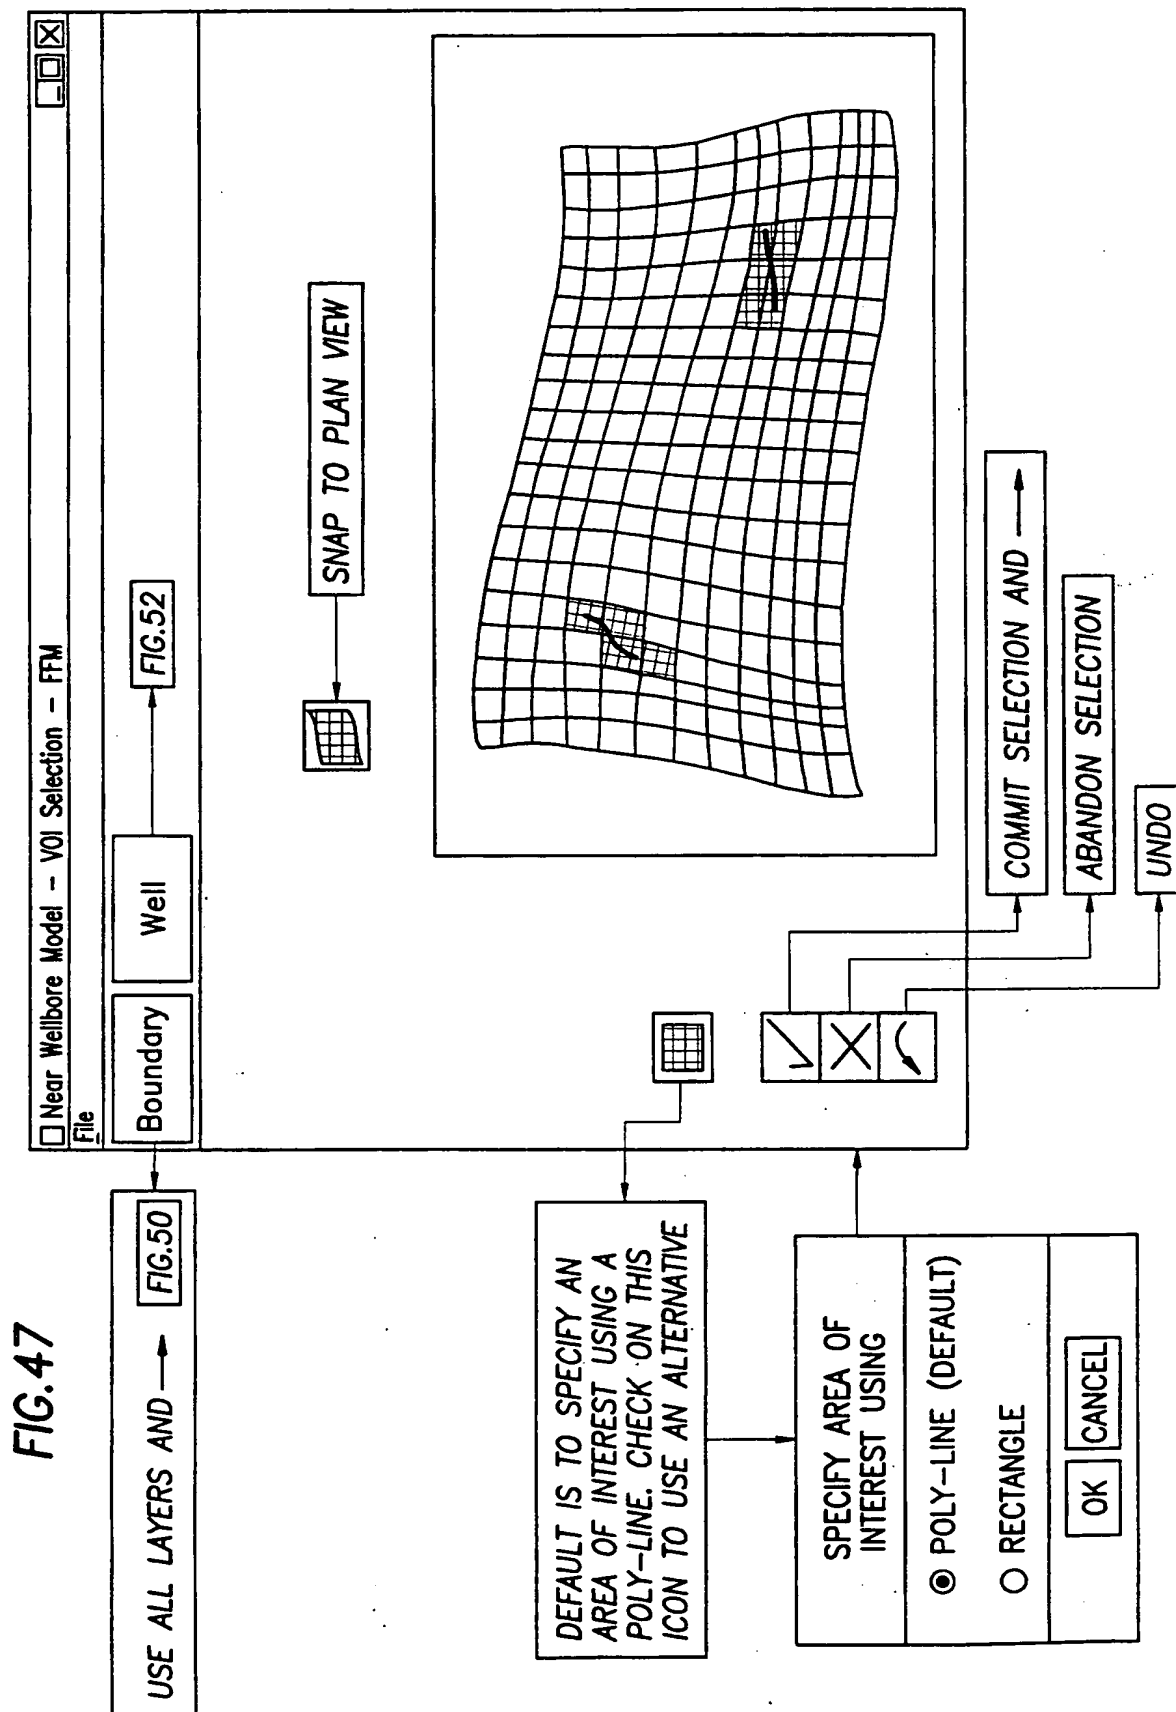 FIG.47
USE ALL LAYERS AND
FIG.50
Near Wellbore Model – VOI Selection – FFM
File
Boundary
Well
FIG.52
SNAP TO PLAN VIEW
DEFAULT IS TO SPECIFY AN
AREA OF INTEREST USING A
POLY–LINE. CHECK ON THIS
ICON TO USE AN ALTERNATIVE
SPECIFY AREA OF
INTEREST USING
POLY–LINE (DEFAULT)
RECTANGLE
OK
CANCEL
COMMIT SELECTION AND
ABANDON SELECTION
UNDO